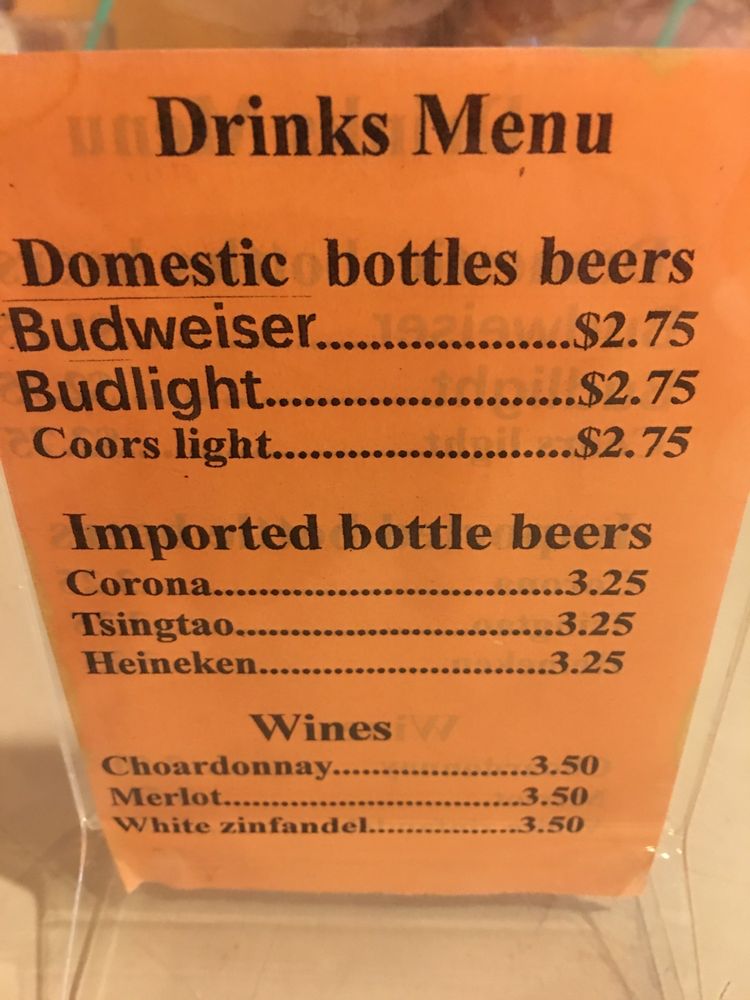 Drinks Menu
Domestic bottles beers
Budweiser....................$2.75
Budlight.........................$2.75
Coors light........................$2.75
Imported bottle beers
Corona.............................3.25
Tsingtao...........................3.25
Heineken.........................3.25
Wines
Choardonnay....................3.50
Merlot..............................3.50
White zinfandel................3.50